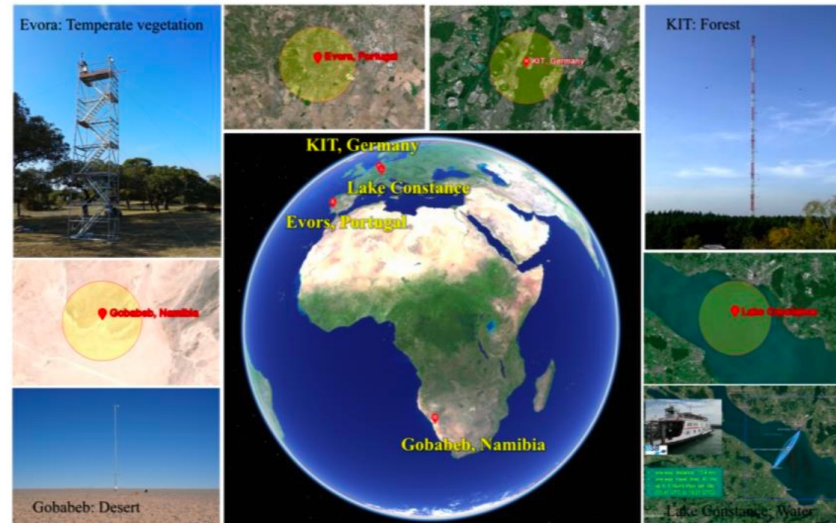 Evora: Temperate vegetation
Evora, Portugal
KIT, Germany
KIT: Forest
KIT, Germany
Lake Constance
Evors, Portugal
Gobabeb, Namibia
Gobabeb, Namibia
Lake Constance
Gobabeb: Desert
Lake Constance: Water